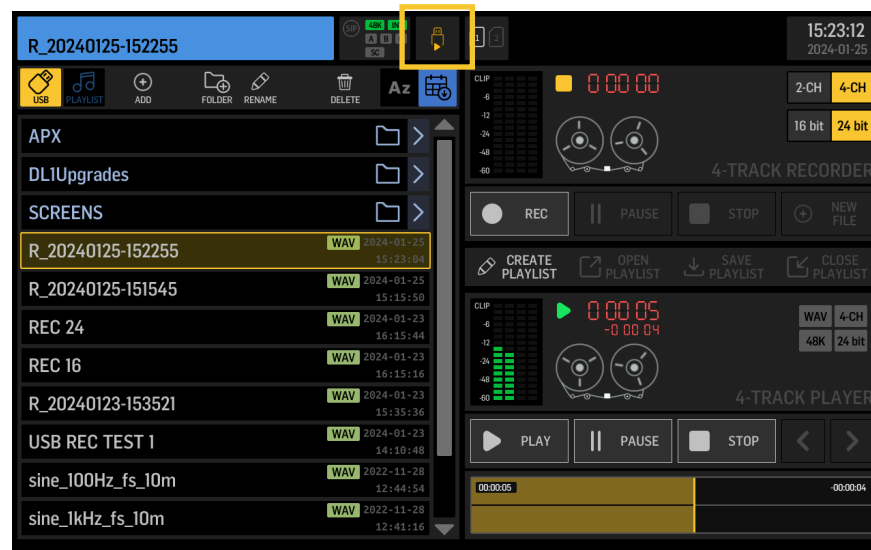 R_20240125-152255
SIP 48K INT
A B
SC
1 2
15:23:12
2024-01-25
USB PLAYLIST ADD FOLDER RENAME DELETE Az
APX
DL1Upgrades
SCREENS
R_20240125-152255 WAV 2024-01-25
15:23:04
R_20240125-151545 WAV 2024-01-25
15:15:50
REC 24 WAV 2024-01-23
16:15:44
REC 16 WAV 2024-01-23
16:15:16
R_20240123-153521 WAV 2024-01-23
15:35:36
USB REC TEST 1 WAV 2024-01-23
14:10:48
sine_100Hz_fs_10m WAV 2022-11-28
12:44:54
sine_1kHz_fs_10m WAV 2022-11-28
12:41:16
CLIP
-6
-12
-24
-48
-60
0 00 00
2-CH 4-CH
16 bit 24 bit
4-TRACK RECORDER
REC PAUSE STOP NEW
FILE
CREATE
PLAYLIST
OPEN
PLAYLIST
SAVE
PLAYLIST
CLOSE
PLAYLIST
CLIP
-6
-12
-24
-48
-60
0 00 05
-0 00 04
WAV 4-CH
48K 24 bit
4-TRACK PLAYER
PLAY PAUSE STOP
00:00:05 -00:00:04